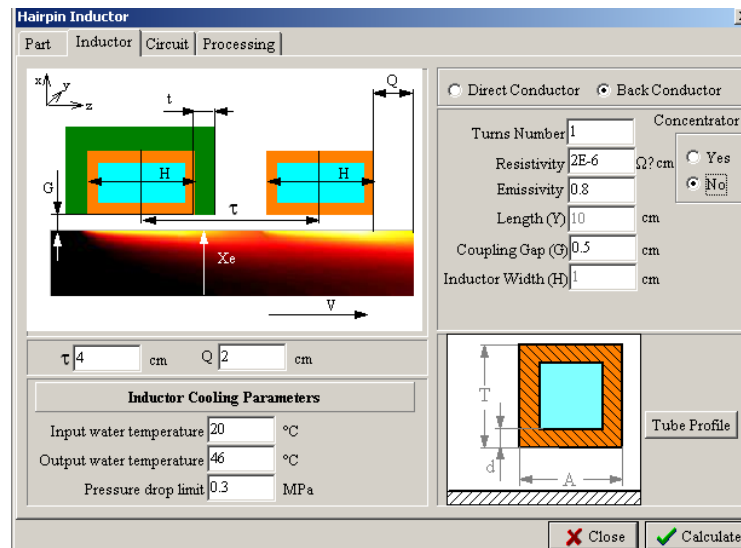 Hairpin Inductor
Part Inductor Circuit Processing
x y z
t
Q
G
H
H
τ
Xe
V
Direct Conductor Back Conductor
Turns Number 1
Resistivity 2E-6 Ω?cm
Emissivity 0.8
Length (Y) 10 cm
Coupling Gap (G) 0.5 cm
Inductor Width (H) 1 cm
Concentrator
Yes
No
τ 4 cm Q 2 cm
Inductor Cooling Parameters
Input water temperature 20 ºC
Output water temperature 46 ºC
Pressure drop limit 0.3 MPa
T
d
A
Tube Profile
Close Calculate